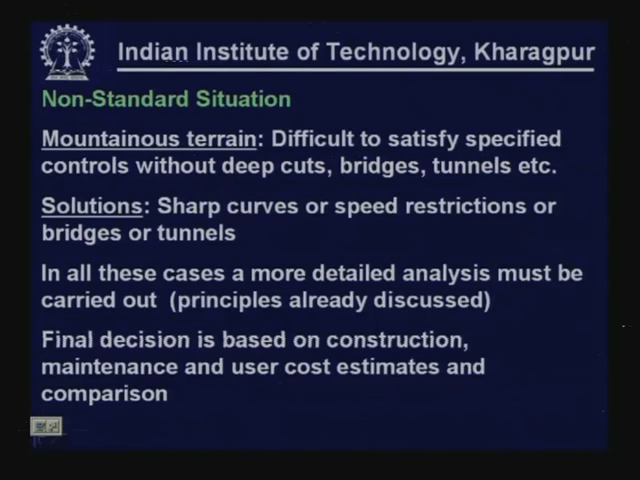 Indian Institute of Technology, Kharagpur
Non-Standard Situation
Mountainous terrain: Difficult to satisfy specified
controls without deep cuts, bridges, tunnels etc.
Solutions: Sharp curves or speed restrictions or
bridges or tunnels
In all these cases a more detailed analysis must be
carried out (principles already discussed)
Final decision is based on construction,
maintenance and user cost estimates and
comparison